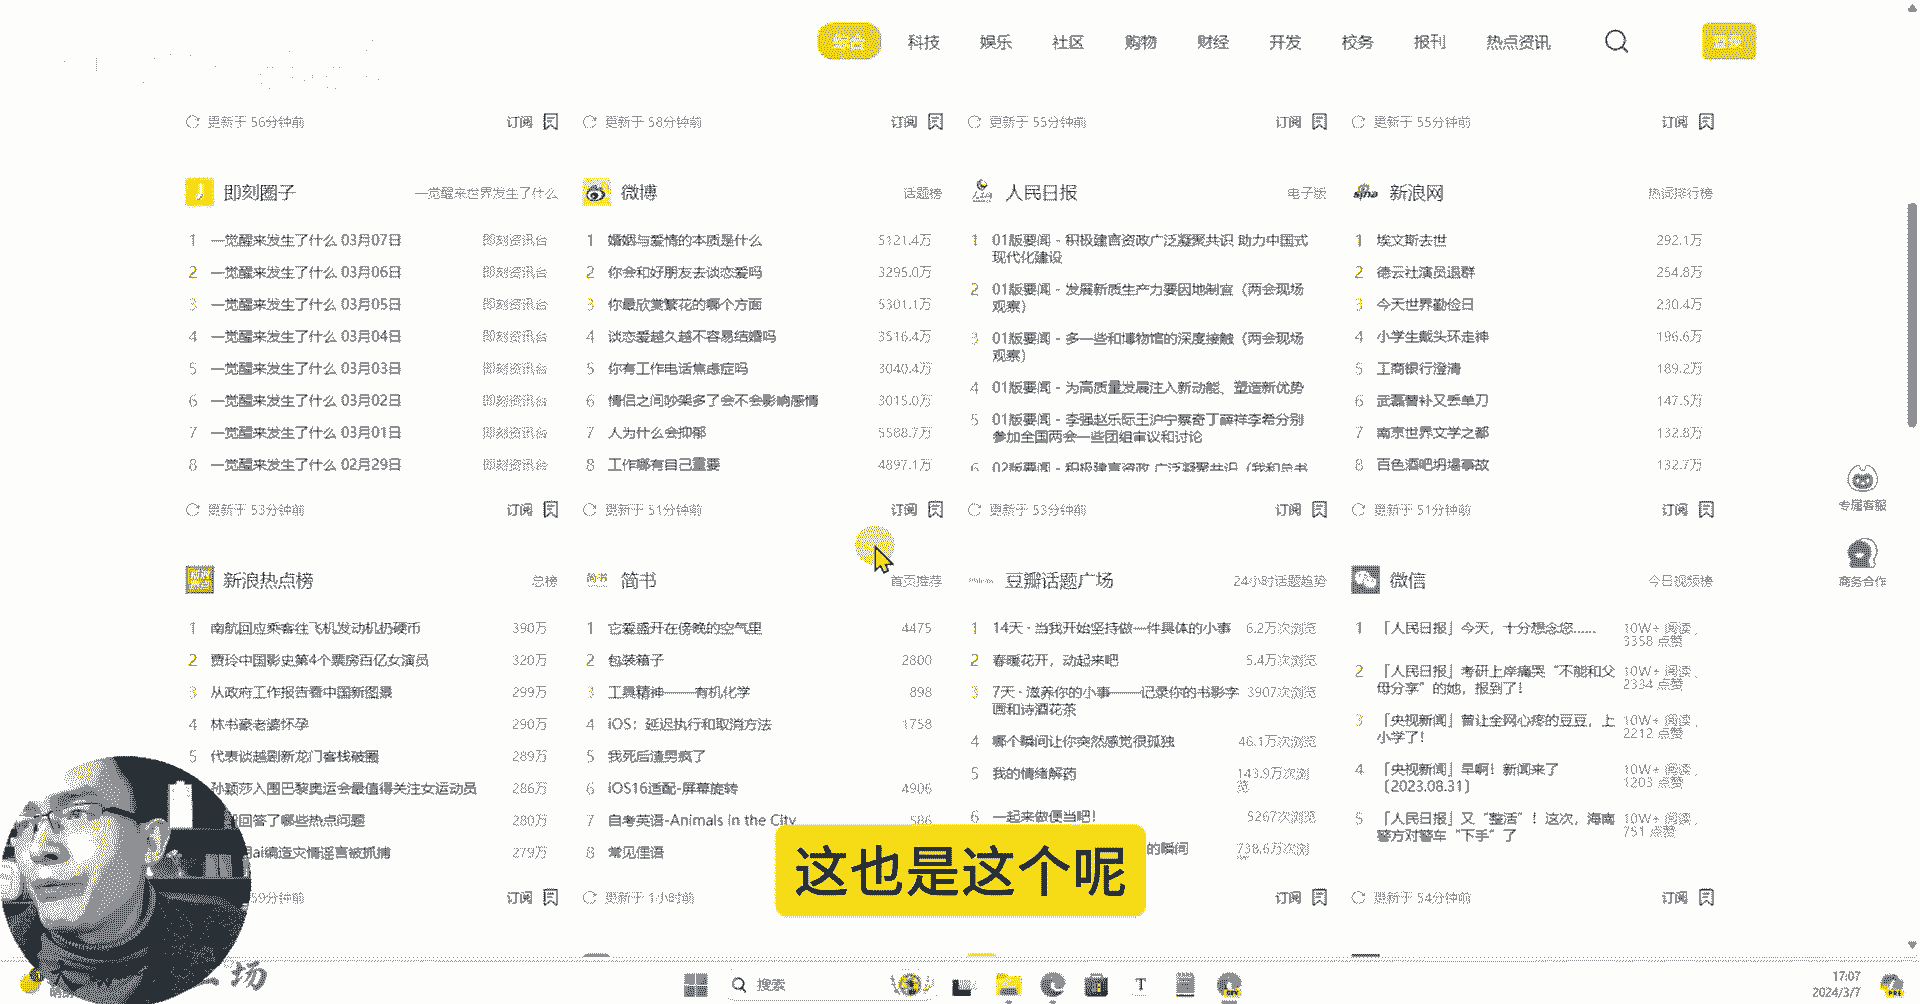 综合 科技 娱乐 社区 购物 财经 开发 校务 报刊 热点资讯
更新于 56分钟前 订阅
更新于 58分钟前 订阅
更新于 55分钟前 订阅
更新于 55分钟前 订阅
即刻圈子 一觉醒来世界发生了什么
1 一觉醒来发生了什么 03月07日 即刻资讯台
2 一觉醒来发生了什么 03月06日 即刻资讯台
3 一觉醒来发生了什么 03月05日 即刻资讯台
4 一觉醒来发生了什么 03月04日 即刻资讯台
5 一觉醒来发生了什么 03月03日 即刻资讯台
6 一觉醒来发生了什么 03月02日 即刻资讯台
7 一觉醒来发生了什么 03月01日 即刻资讯台
8 一觉醒来发生了什么 02月29日 即刻资讯台
更新于 53分钟前 订阅
微博 话题榜
1 婚姻与爱情的本质是什么 5121.4万
2 你会和好朋友去谈恋爱吗 3295.0万
3 你最欣赏繁花的哪个方面 5301.1万
4 谈恋爱越久越不容易结婚吗 3516.4万
5 你有工作电话焦虑症吗 3040.4万
6 情侣之间吵架多了会不会影响感情 3015.0万
7 人为什么会抑郁 5588.7万
8 工作哪有自己重要 4897.1万
更新于 51分钟前 订阅
人民日报 电子版
1 01版要闻 - 积极建言资政广泛凝聚共识 助力中国式
现代化建设
2 01版要闻 - 发展新质生产力要因地制宜（两会现场
观察）
3 01版要闻 - 多一些和博物馆的深度接触（两会现场
观察）
4 01版要闻 - 为高质量发展注入新动能、塑造新优势
5 01版要闻 - 李强赵乐际王沪宁蔡奇丁薛祥李希分别
参加全国两会一些团组审议和讨论
6 02版要闻 - 积极建言资政 广泛凝聚共识（我和总书
更新于 53分钟前 订阅
新浪网 热词排行榜
1 埃文斯去世 292.1万
2 德云社演员退群 254.8万
3 今天世界勤俭日 230.4万
4 小学生戴头环走神 196.6万
5 工商银行澄清 189.2万
6 武磊替补又丢单刀 147.5万
7 南京世界文学之都 132.8万
8 百色酒吧坍塌事故 132.7万
更新于 51分钟前 订阅
专属客服
商务合作
新浪热点榜 总榜
1 南航回应乘客往飞机发动机扔硬币 390万
2 贾玲中国影史第4个票房百亿女演员 320万
3 从政府工作报告看中国新图景 299万
4 林书豪老婆怀孕 290万
5 代表谈越剧新龙门客栈破圈 289万
孙颖莎入围巴黎奥运会最值得关注女运动员 286万
回答了哪些热点问题 280万
ai编造灾情谣言被抓捕 279万
59分钟前 订阅
简书 首页推荐
1 它爱盛开在傍晚的空气里 4475
2 包装箱子 2800
3 工具精神——有机化学 898
4 iOS：延迟执行和取消方法 1758
5 我死后渣男疯了
6 iOS16适配-屏幕旋转 4906
7 自考英语-Animals in the City 586
8 常见俚语
更新于 1小时前
豆瓣话题广场 24小时话题趋势
1 14天 · 当我开始坚持做一件具体的小事 6.2万次浏览
2 春暖花开，动起来吧 5.4万次浏览
3 7天 · 滋养你的小事——记录你的书影字 3907次浏览
画和诗酒花茶
4 哪个瞬间让你突然感觉很孤独 46.1万次浏览
5 我的情绪解药 143.9万次浏
览
6 一起来做便当吧！ 5267次浏览
的瞬间 738.6万次浏
订阅
微信 今日视频榜
1 「人民日报」今天，十分想念您…… 10W+ 阅读，
3358 点赞
2 「人民日报」考研上岸痛哭“不能和父 10W+ 阅读，
母分享”的她，报到了！ 2334 点赞
3 「央视新闻」曾让全网心疼的豆豆，上 10W+ 阅读，
小学了！ 2212 点赞
4 「央视新闻」早啊！新闻来了 10W+ 阅读，
〔2023.08.31〕 1203 点赞
5 「人民日报」又“整活”！这次，海南 10W+ 阅读，
警方对警车“下手”了 751 点赞
更新于 54分钟前 订阅
这也是这个呢
搜索
17:07
2024/3/7